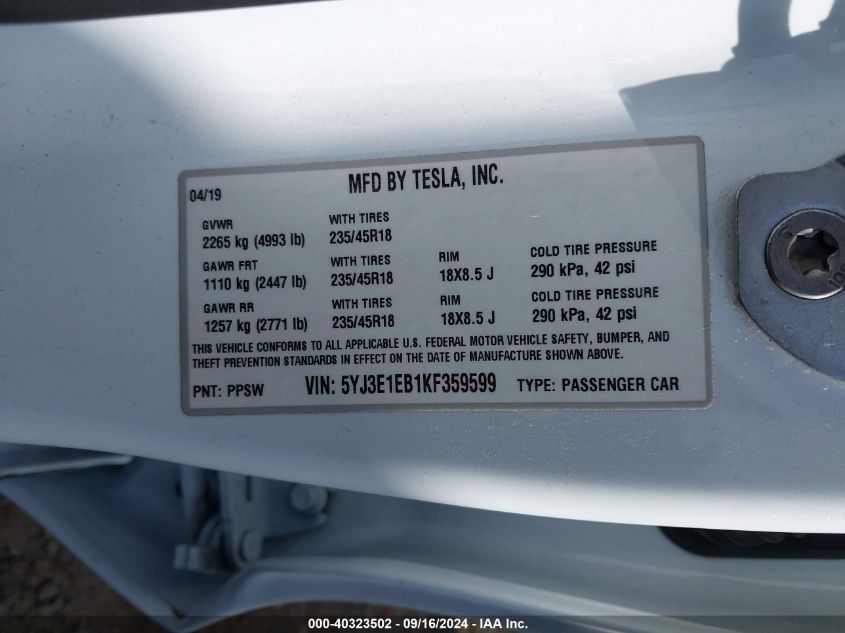 04/19
MFD BY TESLA, INC.
GVWR
2265 kg (4993 lb)
WITH TIRES
235/45R18
GAWR FRT
1110 kg (2447 lb)
WITH TIRES
235/45R18
RIM
18X8.5 J
COLD TIRE PRESSURE
290 kPa, 42 psi
GAWR RR
1257 kg (2771 lb)
WITH TIRES
235/45R18
RIM
18X8.5 J
COLD TIRE PRESSURE
290 kPa, 42 psi
THIS VEHICLE CONFORMS TO ALL APPLICABLE U.S. FEDERAL MOTOR VEHICLE SAFETY, BUMPER, AND
THEFT PREVENTION STANDARDS IN EFFECT ON THE DATE OF MANUFACTURE SHOWN ABOVE.
PNT: PPSW
VIN: 5YJ3E1EB1KF359599
TYPE: PASSENGER CAR
000-40323502 - 09/16/2024 - IAA Inc.